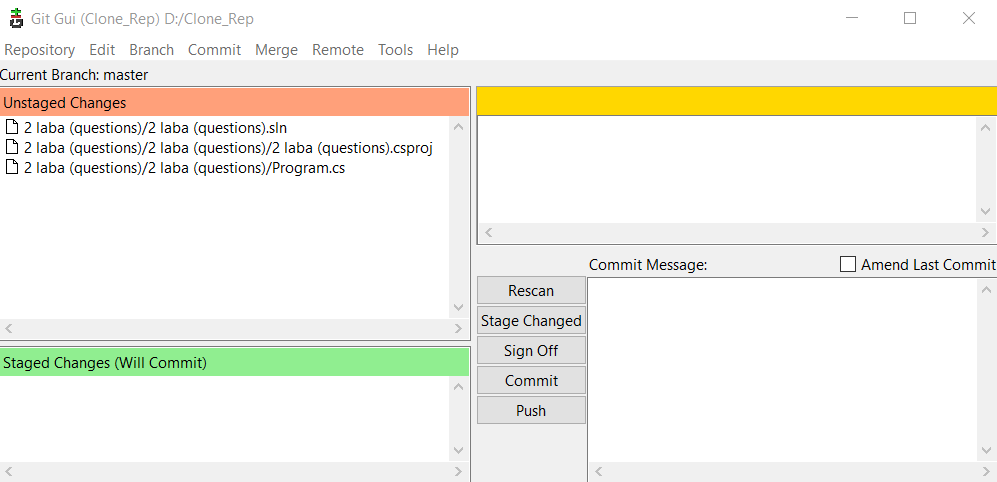 Git Gui (Clone_Rep) D:/Clone_Rep
Repository Edit Branch Commit Merge Remote Tools Help
Current Branch: master
Unstaged Changes
2 laba (questions)/2 laba (questions).sln
2 laba (questions)/2 laba (questions)/2 laba (questions).csproj
2 laba (questions)/2 laba (questions)/Program.cs
Staged Changes (Will Commit)
Commit Message:
Amend Last Commit
Rescan
Stage Changed
Sign Off
Commit
Push